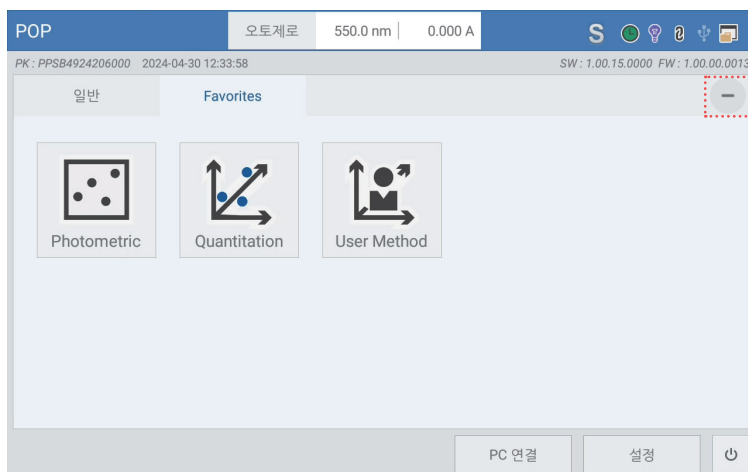 POP 오토제로 550.0 nm 0.000 A S
PK : PPSB4924206000 2024-04-30 12:33:58 SW : 1.00.15.0000 FW : 1.00.00.0013
일반 Favorites
Photometric Quantitation User Method
PC 연결 설정